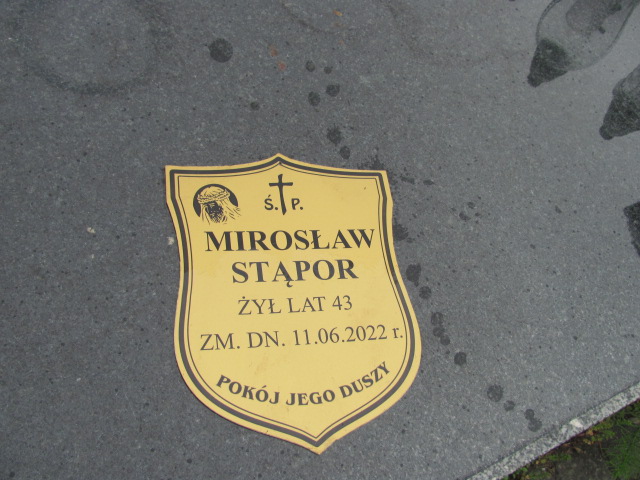 Ś. P.
MIROSŁAW
STĄPOR
ŻYŁ LAT 43
ZM. DN. 11.06.2022 r.
POKÓJ JEGO DUSZY